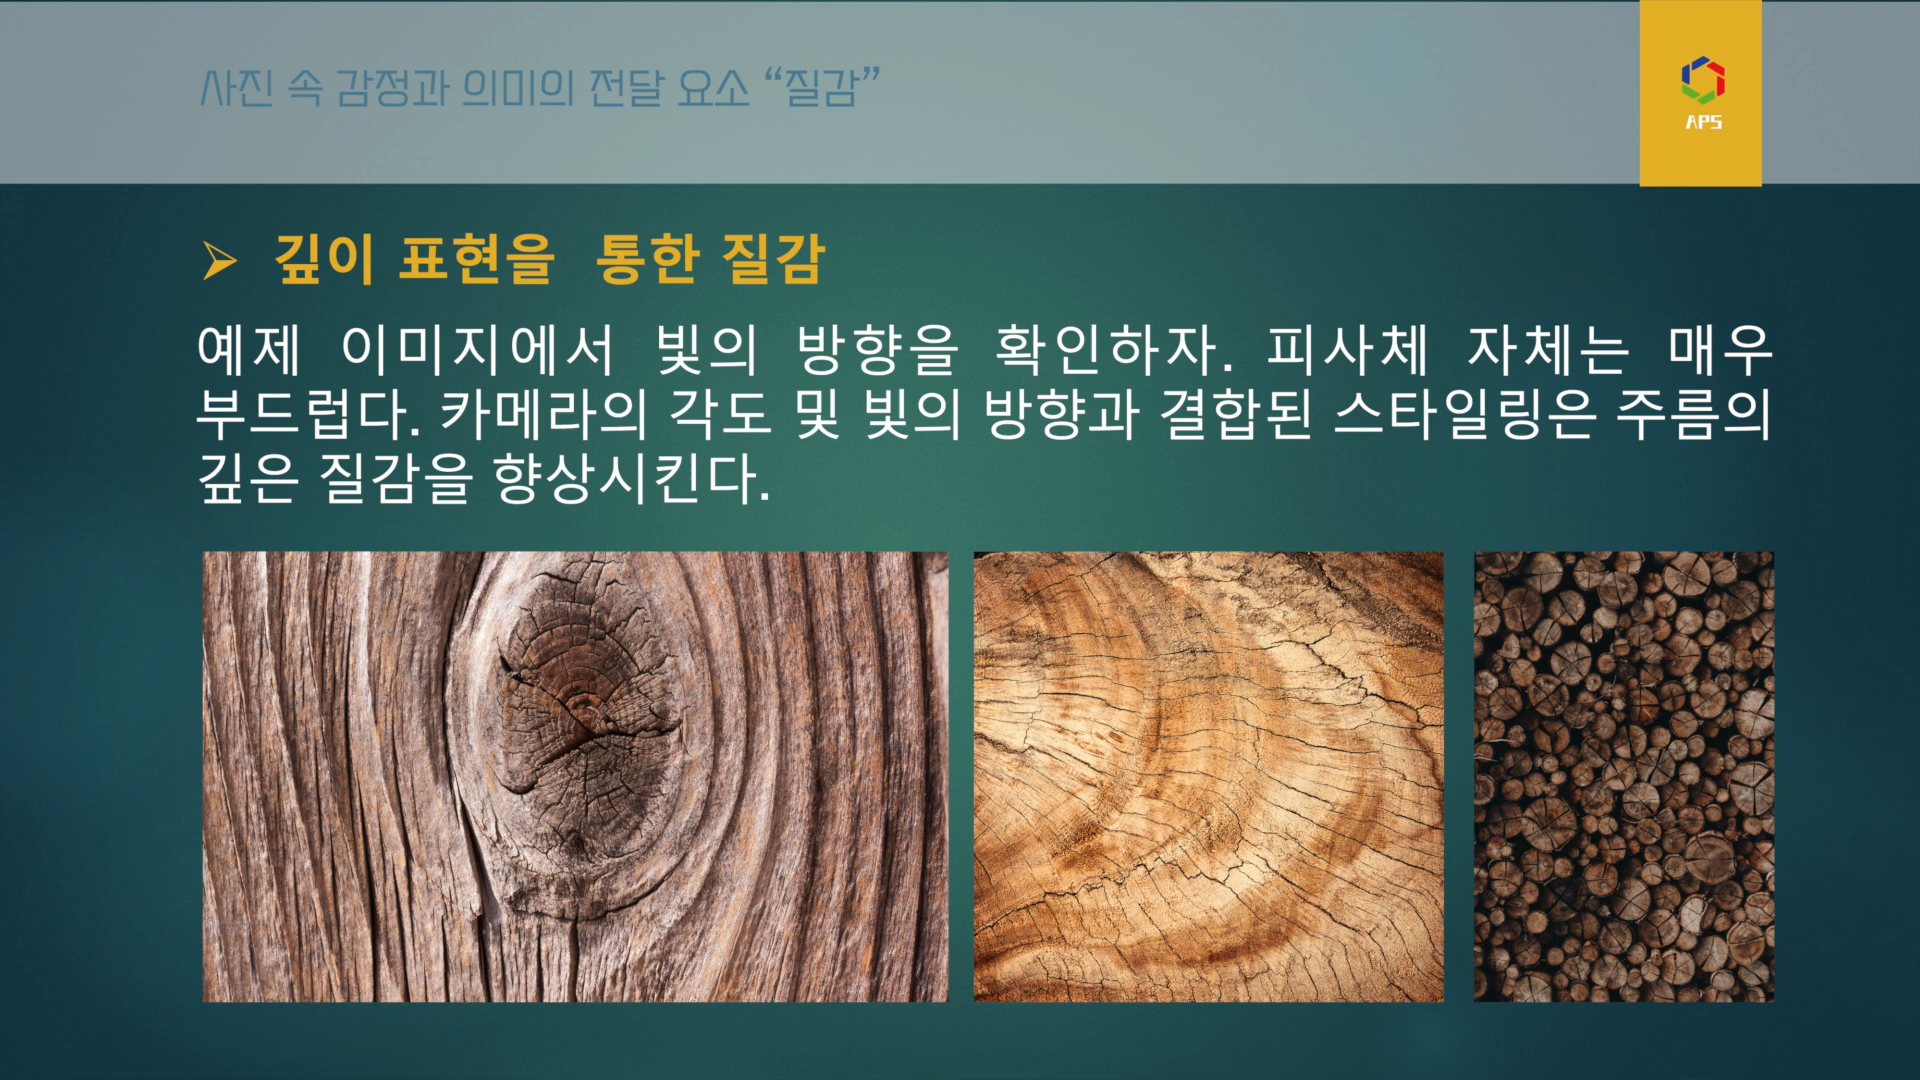 사진 속 감정과 의미의 전달 요소 “질감”
APS
➢ 깊이 표현을 통한 질감
예제 이미지에서 빛의 방향을 확인하자. 피사체 자체는 매우
부드럽다. 카메라의 각도 및 빛의 방향과 결합된 스타일링은 주름의
깊은 질감을 향상시킨다.